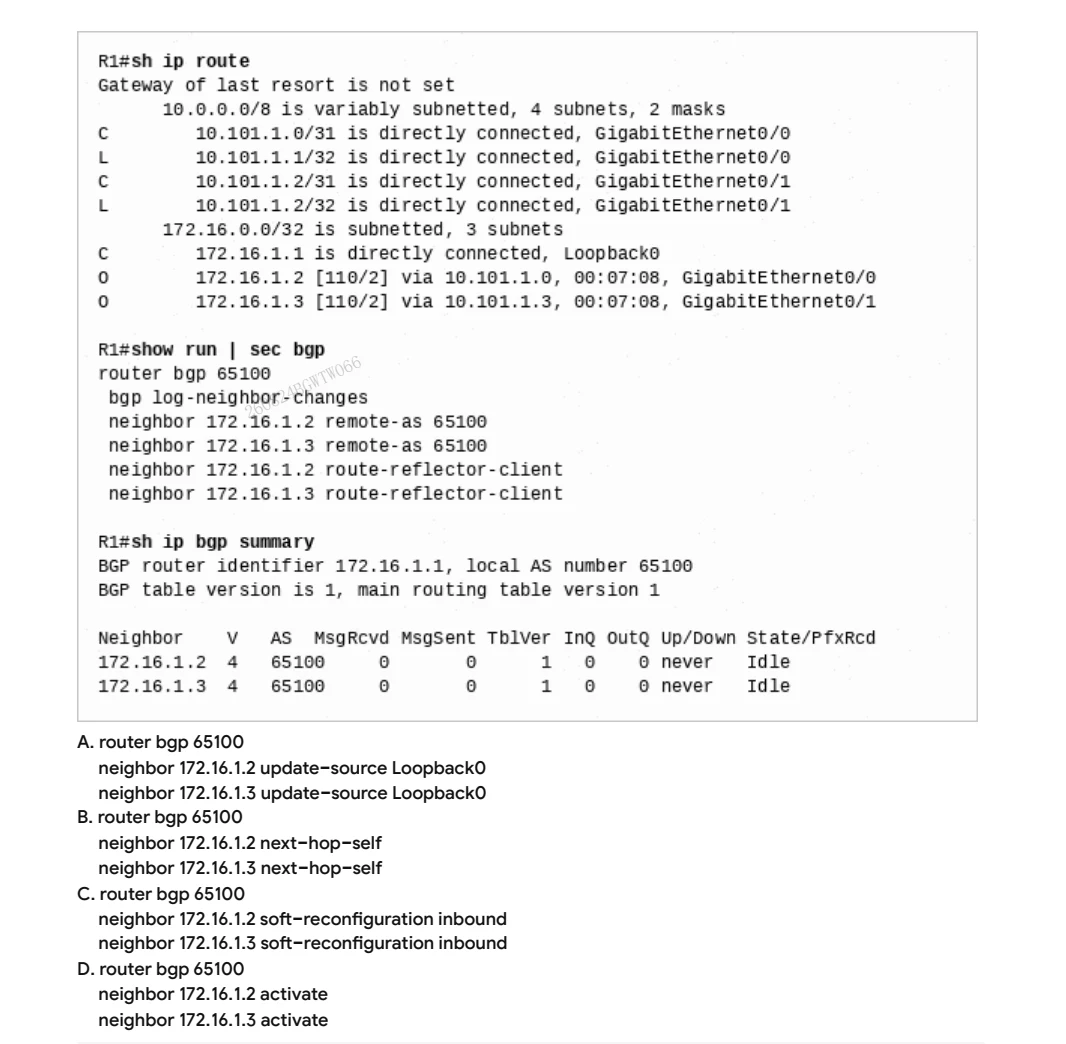 R1#sh ip route
Gateway of last resort is not set
10.0.0.0/8 is variably subnetted, 4 subnets, 2 masks
C 10.101.1.0/31 is directly connected, GigabitEthernet0/0
L 10.101.1.1/32 is directly connected, GigabitEthernet0/0
C 10.101.1.2/31 is directly connected, GigabitEthernet0/1
L 10.101.1.2/32 is directly connected, GigabitEthernet0/1
172.16.0.0/32 is subnetted, 3 subnets
C 172.16.1.1 is directly connected, Loopback0
O 172.16.1.2 [110/2] via 10.101.1.0, 00:07:08, GigabitEthernet0/0
O 172.16.1.3 [110/2] via 10.101.1.3, 00:07:08, GigabitEthernet0/1
R1#show run | sec bgp
router bgp 65100
bgp log-neighbor-changes
neighbor 172.16.1.2 remote-as 65100
neighbor 172.16.1.3 remote-as 65100
neighbor 172.16.1.2 route-reflector-client
neighbor 172.16.1.3 route-reflector-client
R1#sh ip bgp summary
BGP router identifier 172.16.1.1, local AS number 65100
BGP table version is 1, main routing table version 1
Neighbor V AS MsgRcvd MsgSent TblVer InQ OutQ Up/Down State/PfxRcd
172.16.1.2 4 65100 0 0 1 0 0 never Idle
172.16.1.3 4 65100 0 0 1 0 0 never Idle
A. router bgp 65100
neighbor 172.16.1.2 update-source Loopback0
neighbor 172.16.1.3 update-source Loopback0
B. router bgp 65100
neighbor 172.16.1.2 next-hop-self
neighbor 172.16.1.3 next-hop-self
C. router bgp 65100
neighbor 172.16.1.2 soft-reconfiguration inbound
neighbor 172.16.1.3 soft-reconfiguration inbound
D. router bgp 65100
neighbor 172.16.1.2 activate
neighbor 172.16.1.3 activate